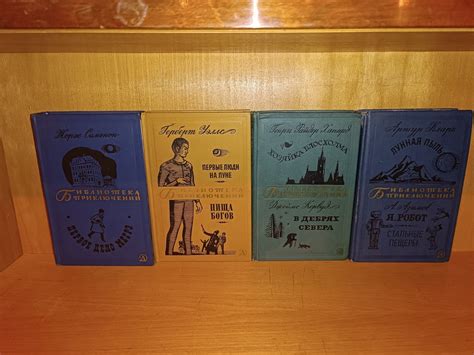 Жорж Сименон
БИБЛИОТЕКА
ПРИКЛЮЧЕНИЙ
ПЕРВОЕ ДЕЛО МЕГРЭ
Герберт Уэллс
ПЕРВЫЕ ЛЮДИ
НА ЛУНЕ
БИБЛИОТЕКА
ПРИКЛЮЧЕНИЙ
ПИЩА
БОГОВ
Генри Райдер Хаггард
ХОЗЯЙКА БЛОСХОЛМА
БИБЛИОТЕКА
ПРИКЛЮЧЕНИЙ
Джеймс Кервуд
В ДЕБРЯХ
СЕВЕРА
Артур Кларк
ЛУННАЯ ПЫЛЬ
БИБЛИОТЕКА
ПРИКЛЮЧЕНИЙ
А. Азимов
Я, РОБОТ
СТАЛЬНЫЕ
ПЕЩЕРЫ